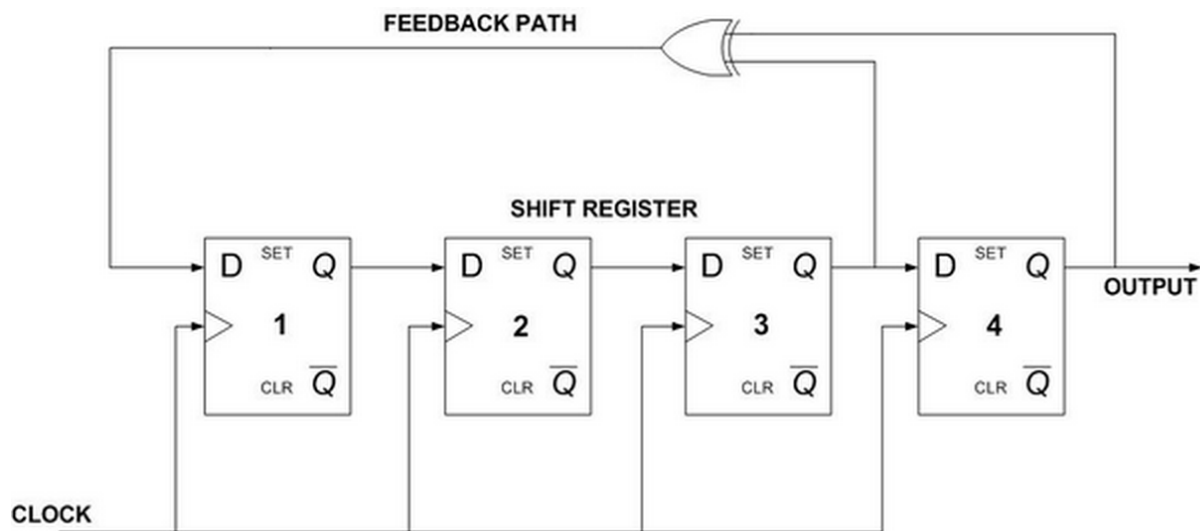 FEEDBACK PATH
SHIFT REGISTER
D SET Q D SET Q D SET Q D SET Q
OUTPUT
1 2 3 4
CLR Q̅ CLR Q̅ CLR Q̅ CLR Q̅
CLOCK